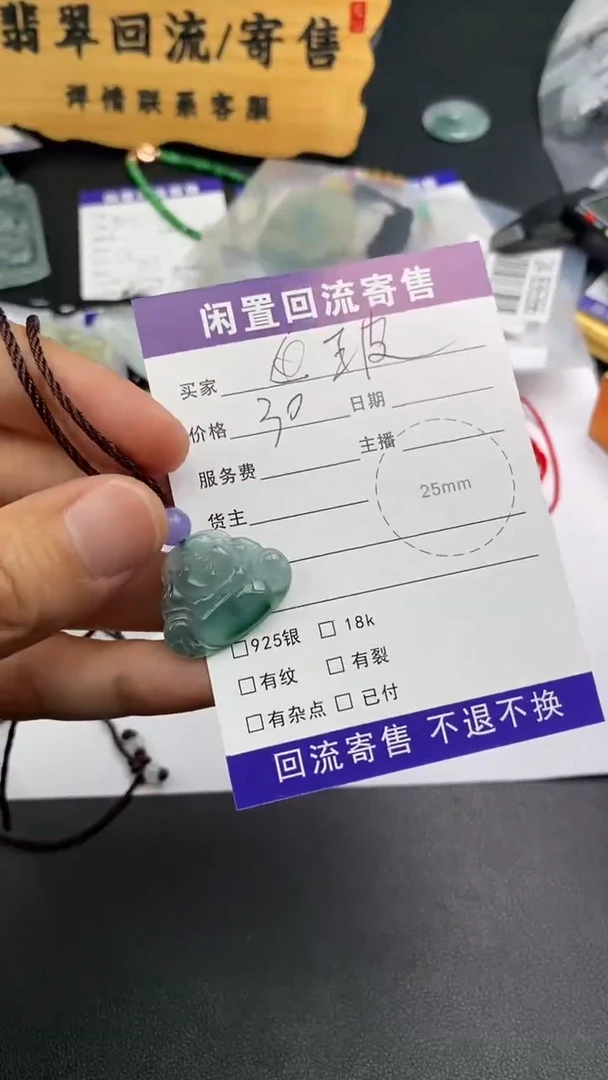 翡翠回流/寄售
详情联系客服
闲置回流寄售
买家
价格 30 日期
服务费 主播
25mm
货主
□925银 □ 18k
□有纹 □有裂
□有杂点 □已付
回流寄售 不退不换